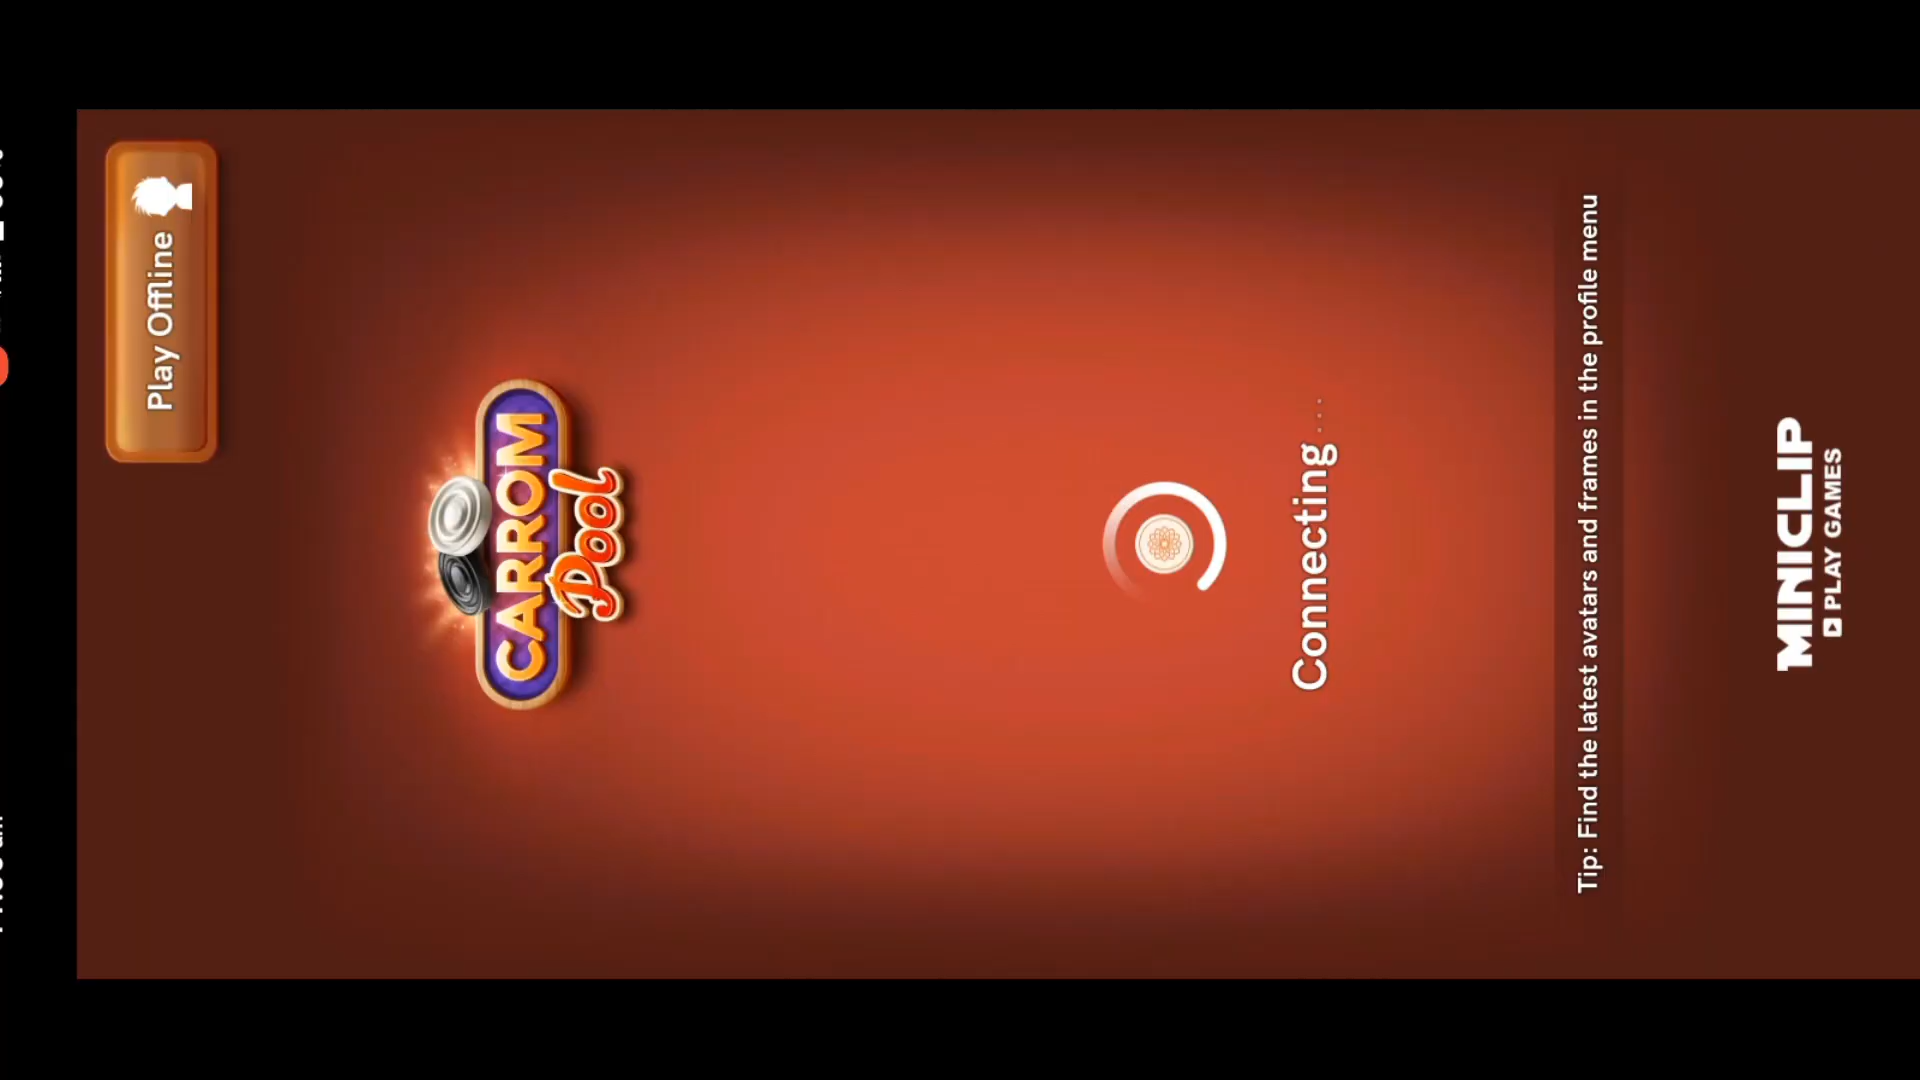 Play Offline
CARROM
Pool
Connecting....
Tip: Find the latest avatars and frames in the profile menu
MINICLIP
PLAY GAMES